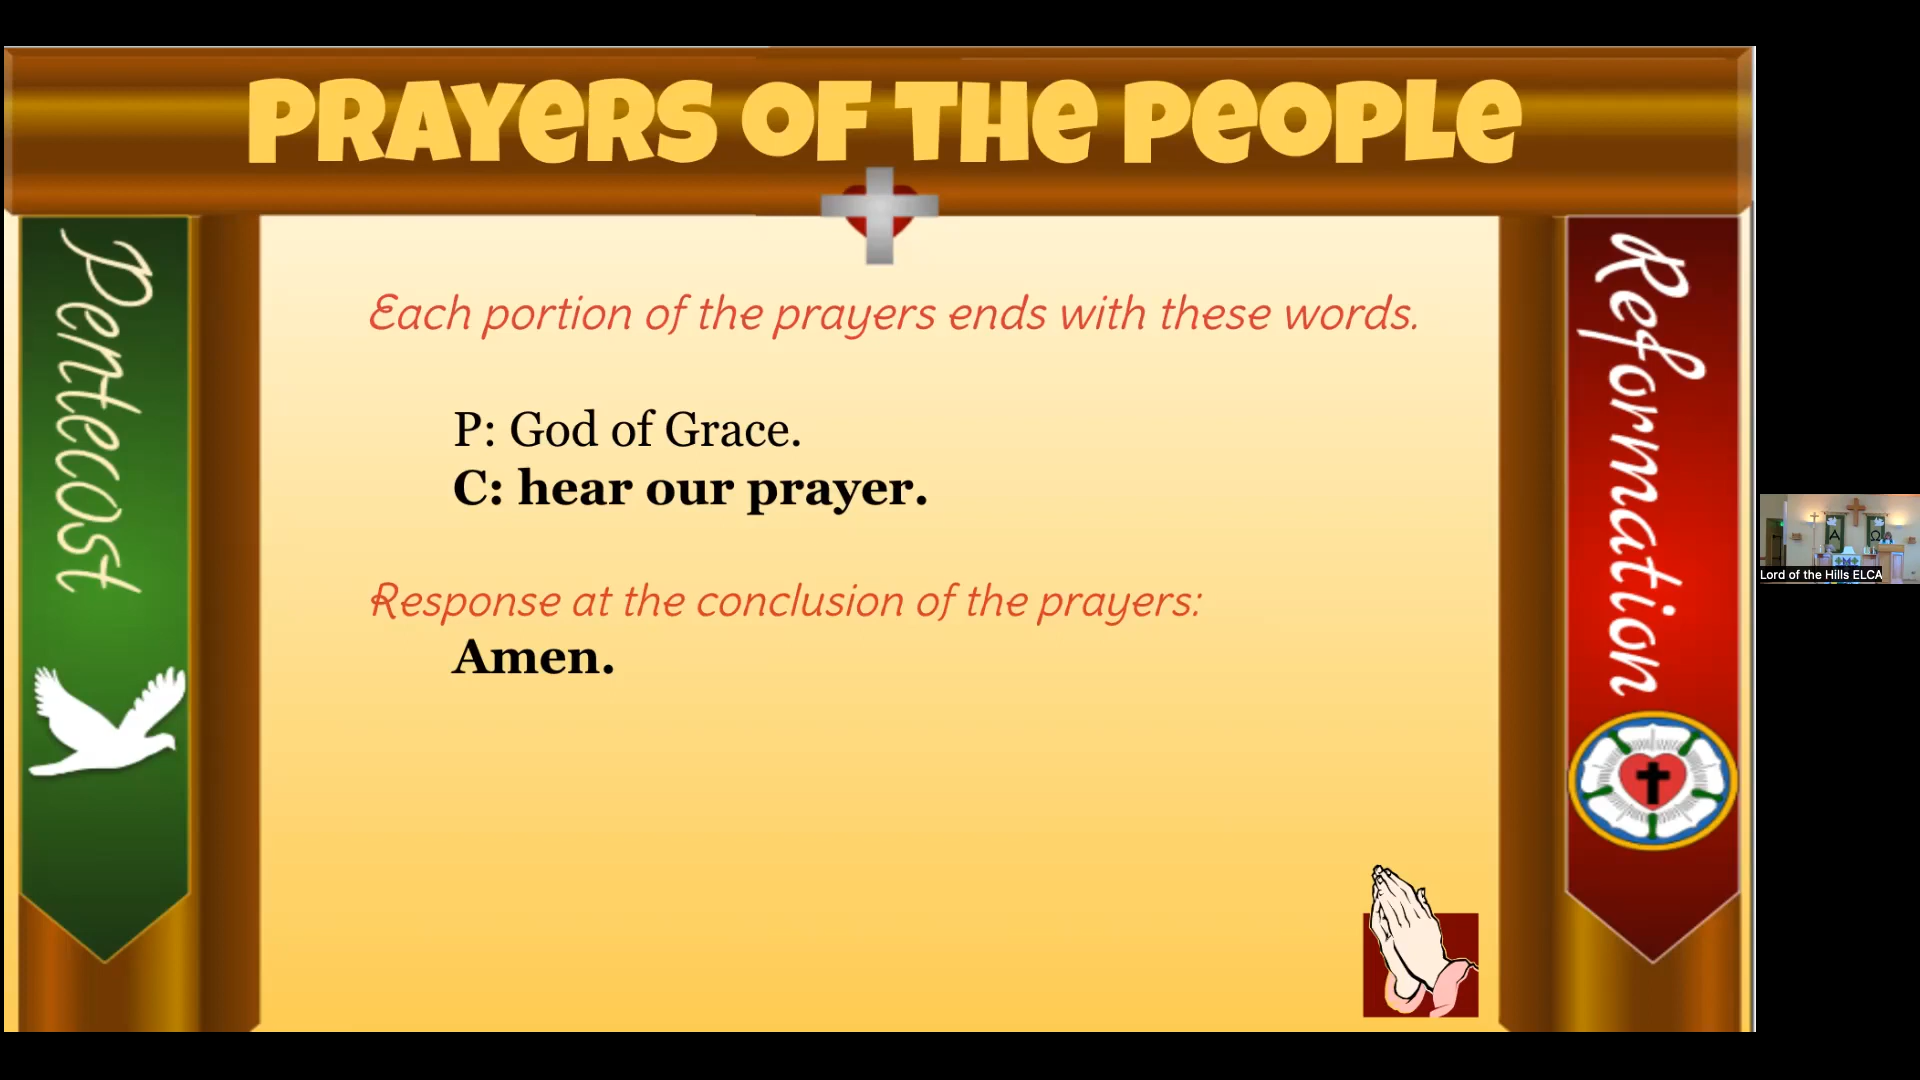 PRAYERS OF THE PEOPLE
Pentecost
Reformation
Each portion of the prayers ends with these words.
P: God of Grace.
C: hear our prayer.
Response at the conclusion of the prayers:
Amen.
A
Ω
Lord of the Hills ELCA